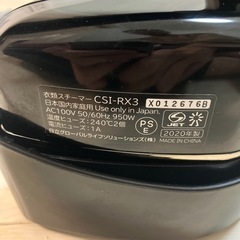 衣類スチーマー CSI-RX3 X012676B
日本国内家庭用 Use only in Japan.
AC100V 50/60Hz 950W
温度ヒューズ：240℃2個
電流ヒューズ：1A
日立グローバルライフソリューションズ(株)
PS
E
JET
2020年製